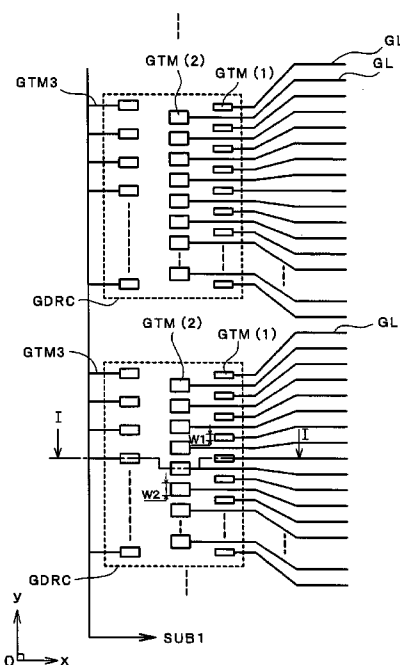 GL
GTM(2)
GTM(1)
GL
GTM3
GDRC
GTM(2)
GTM(1)
GL
GTM3
W1
I
I
W2
GDRC
y
SUB1
O
x